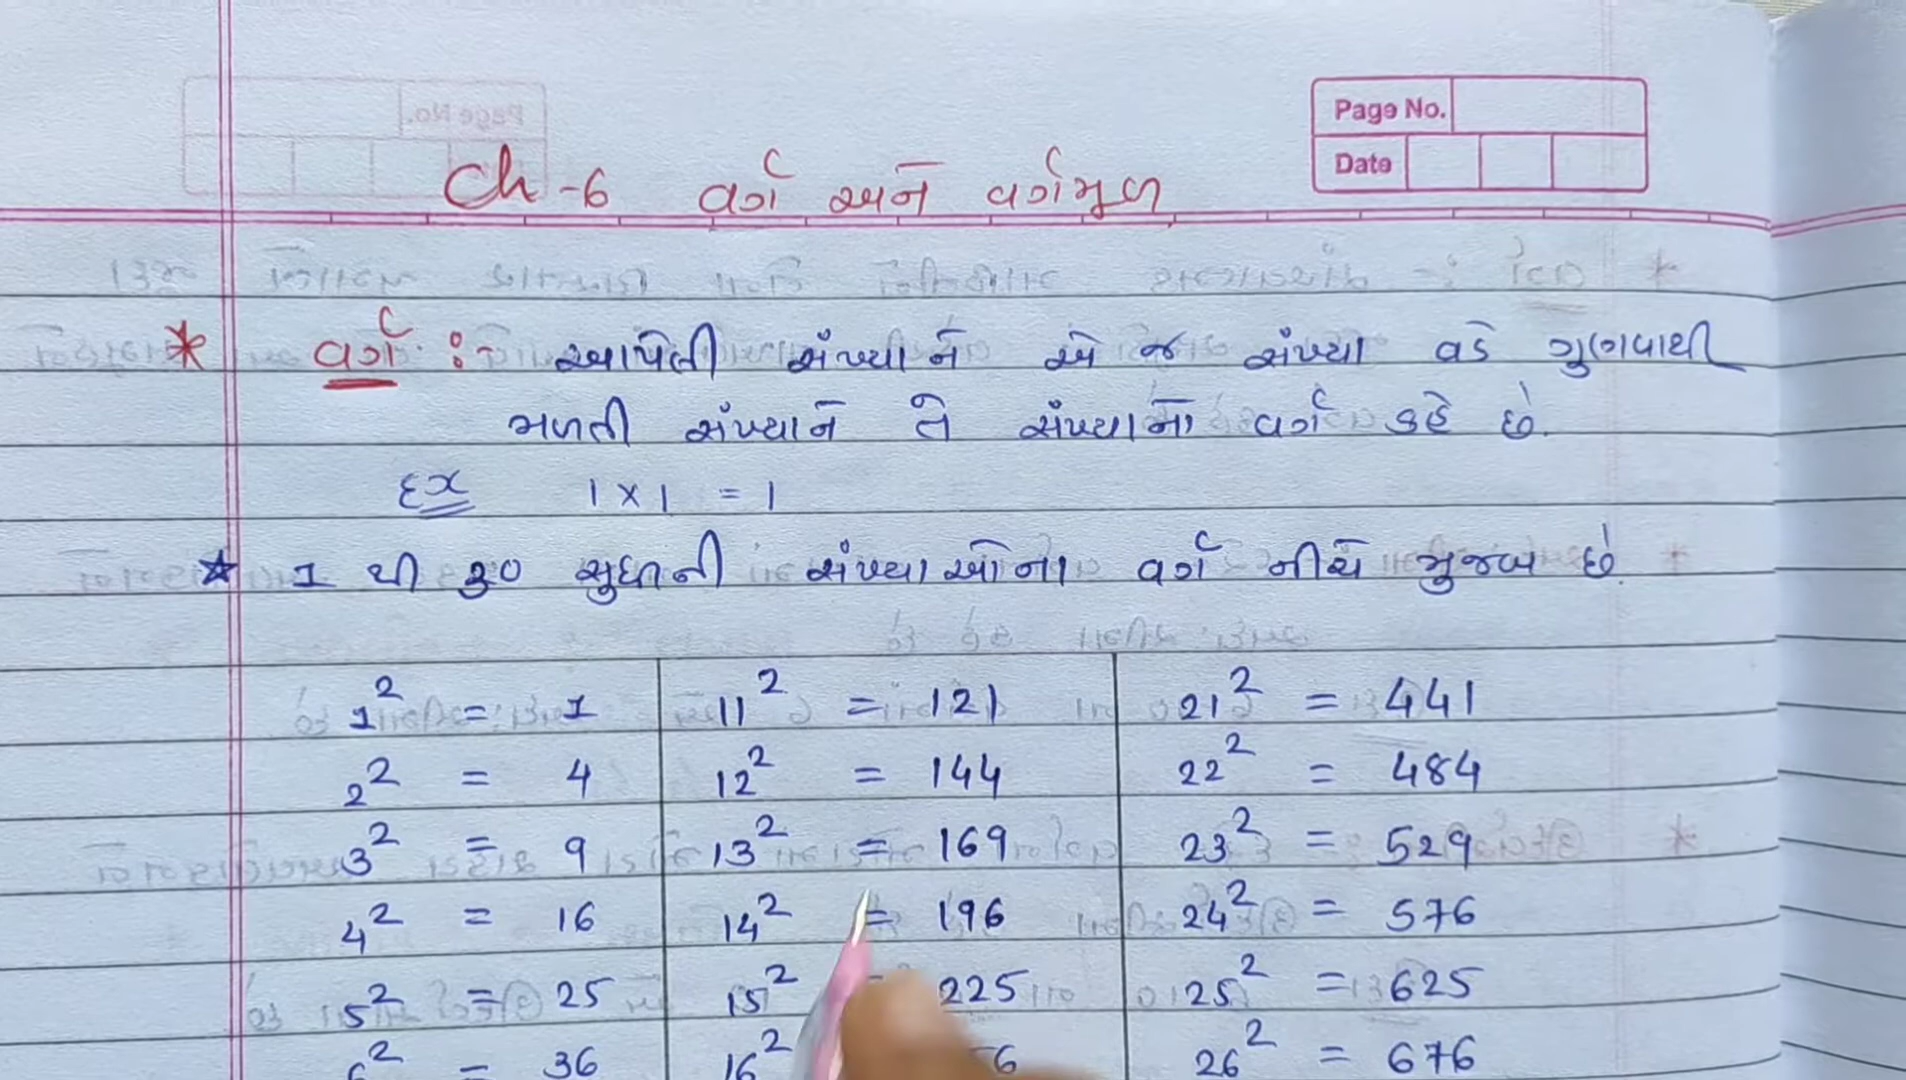 Page No.
Date
Ch-6 વર્ગ અને વર્ગમૂળ
* વર્ગ :- આપેલી સંખ્યાને એ જ સંખ્યા વડે ગુણવાથી
મળતી સંખ્યાને તે સંખ્યાનો વર્ગ કહે છે.
Ex 1 × 1 = 1
★ 1 થી 30 સુધીની સંખ્યાઓના વર્ગ નીચે મુજબ છે
1² = 1 11² = 121 21² = 441
2² = 4 12² = 144 22² = 484
3² = 9 13² = 169 23² = 529
4² = 16 14² = 196 24² = 576
5² = 25 15² = 225 25² = 625
6² = 36 16² 26² = 676